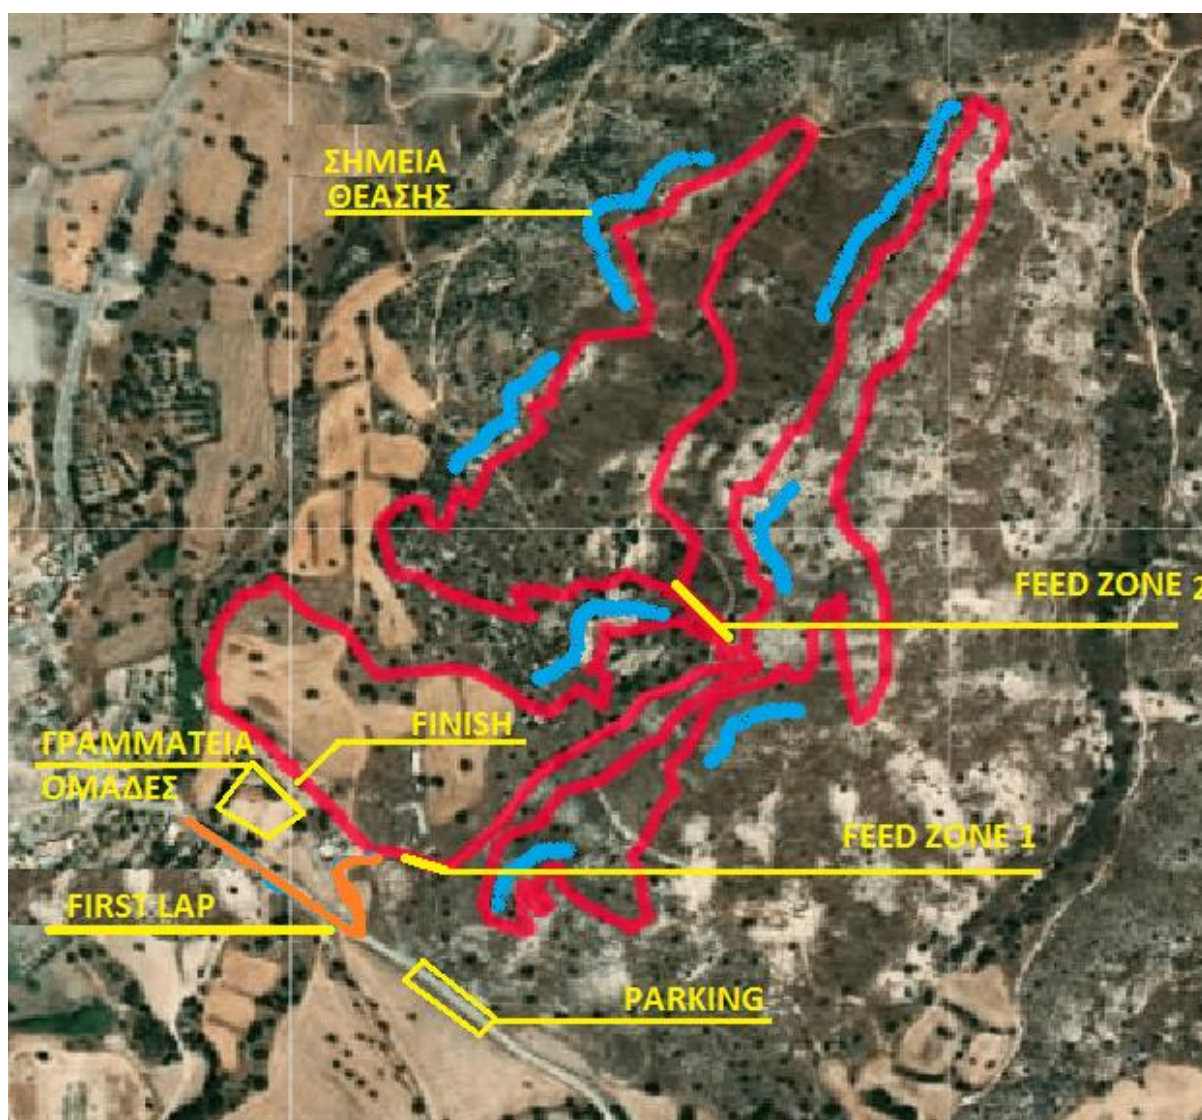 ΣΗΜΕΙΑ
ΘΕΑΣΗΣ
FEED ZONE 2
FINISH
ΓΡΑΜΜΑΤΕΙΑ
ΟΜΑΔΕΣ
FEED ZONE 1
FIRST LAP
PARKING